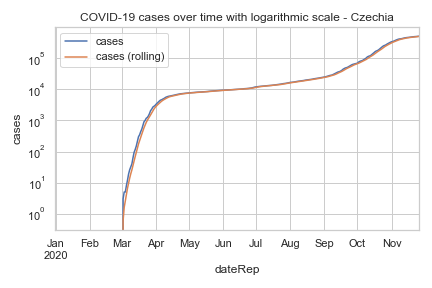 COVID-19 cases over time with logarithmic scale - Czechia
cases
cases (rolling)
cases
10^5
10^4
10^3
10^2
10^1
10^0
Jan Feb Mar Apr May Jun Jul Aug Sep Oct Nov
2020
dateRep